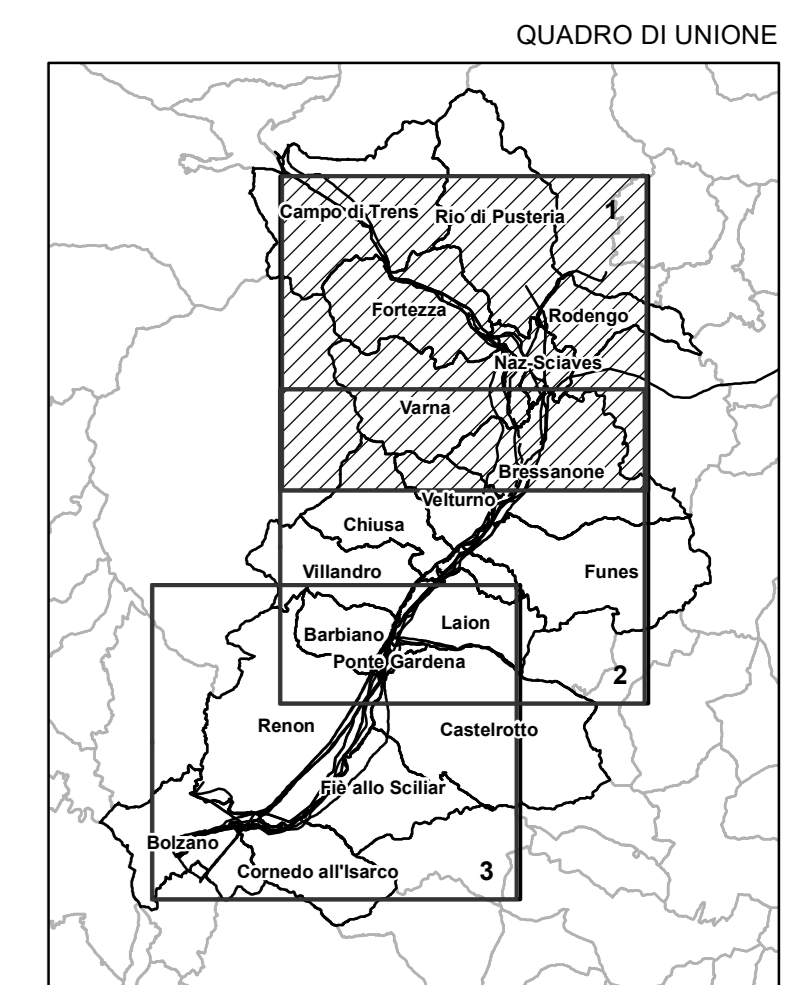 QUADRO DI UNIONE
1
Campo di Trens
Rio di Pusteria
Fortezza
Rodengo
Naz-Sciaves
Varna
Bressanone
Velturno
Chiusa
Villandro
Funes
Laion
Barbiano
Ponte Gardena
2
Renon
Castelrotto
Fiè allo Sciliar
Bolzano
Cornedo all'Isarco
3